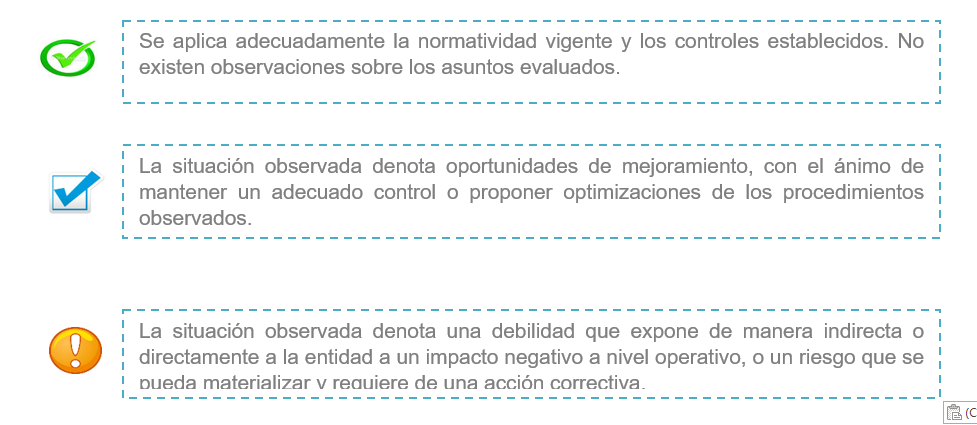 Se aplica adecuadamente la normatividad vigente y los controles establecidos. No
existen observaciones sobre los asuntos evaluados.
La situación observada denota oportunidades de mejoramiento, con el ánimo de
mantener un adecuado control o proponer optimizaciones de los procedimientos
observados.
La situación observada denota una debilidad que expone de manera indirecta o
directamente a la entidad a un impacto negativo a nivel operativo, o un riesgo que se
pueda materializar y requiere de una acción correctiva.
(C